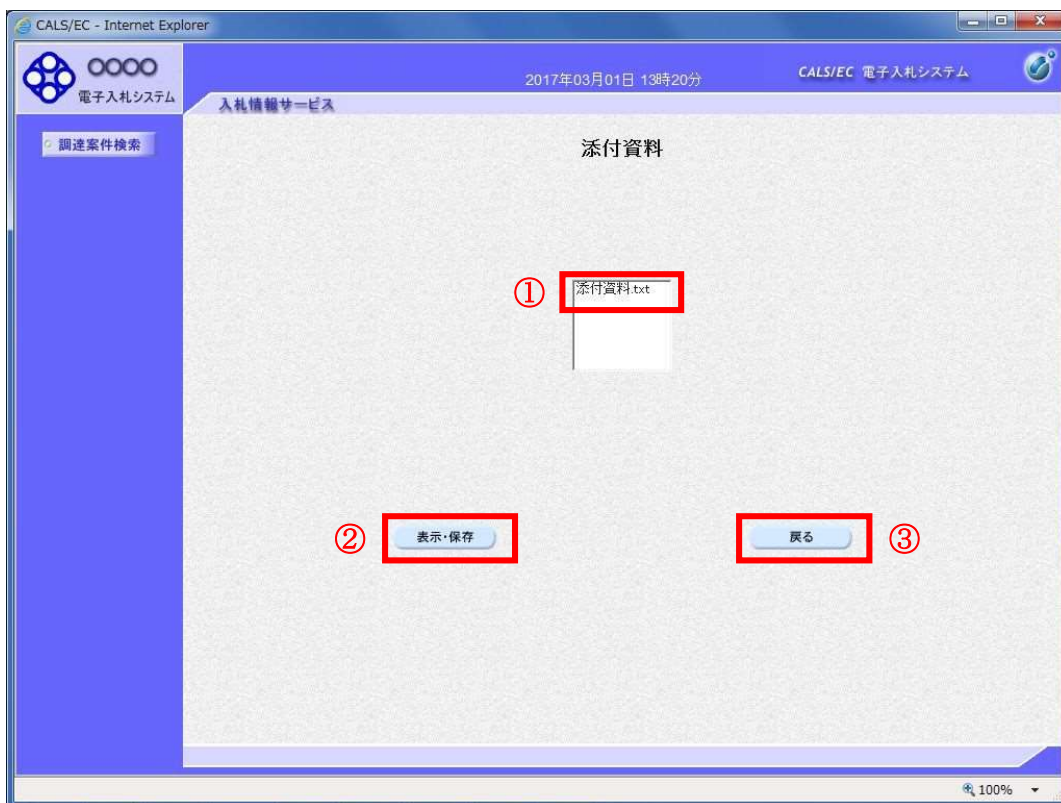 CALS/EC - Internet Explorer
〇〇〇〇
電子入札システム
2017年03月01日 13時20分
CALS/EC 電子入札システム
入札情報サービス
調達案件検索
添付資料
①
添付資料.txt
②
表示・保存
戻る
③
100%